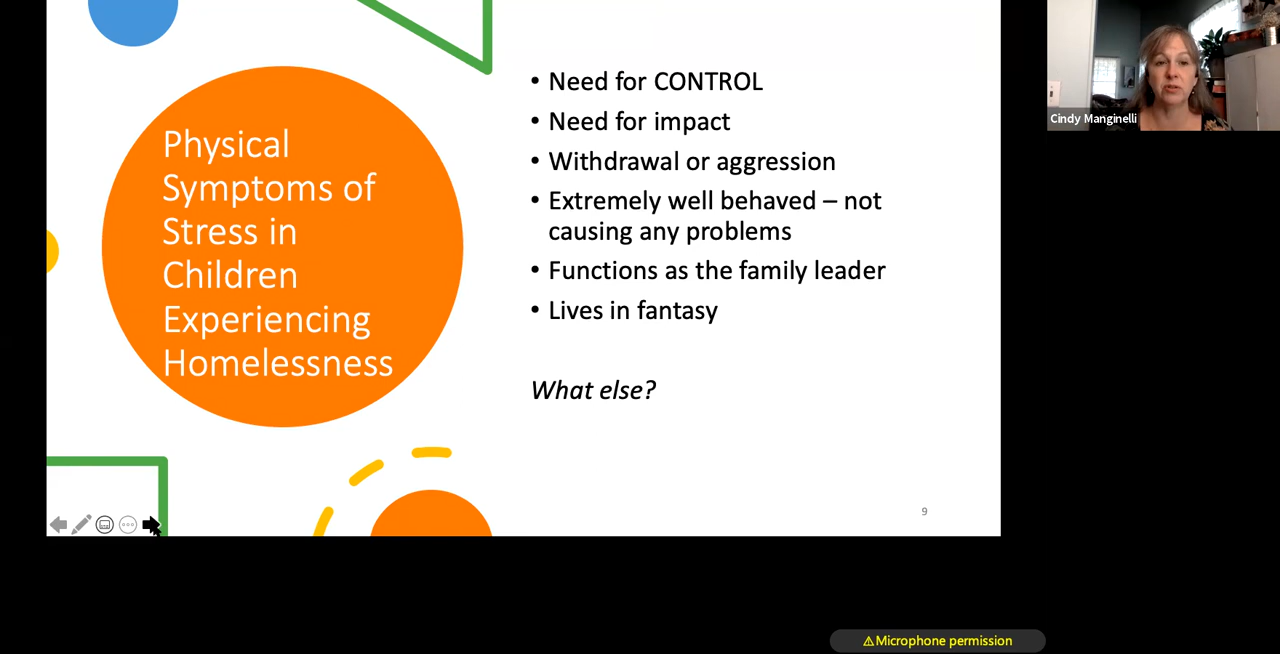 Physical
Symptoms of
Stress in
Children
Experiencing
Homelessness
• Need for CONTROL
• Need for impact
• Withdrawal or aggression
• Extremely well behaved – not
causing any problems
• Functions as the family leader
• Lives in fantasy
What else?
9
Cindy Manginelli
⚠Microphone permission